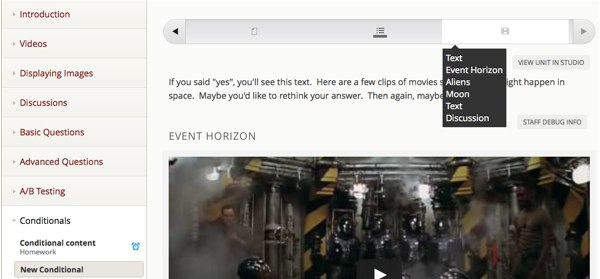 Introduction
Videos
Displaying Images
Discussions
Basic Questions
Advanced Questions
A/B Testing
Conditionals
Conditional content
Homework
New Conditional
Text
Event Horizon
Aliens
Moon
Text
Discussion
VIEW UNIT IN STUDIO
If you said "yes", you'll see this text. Here are a few clips of movies s ight happen in
space. Maybe you'd like to rethink your answer. Then again, maybe
STAFF DEBUG INFO
EVENT HORIZON